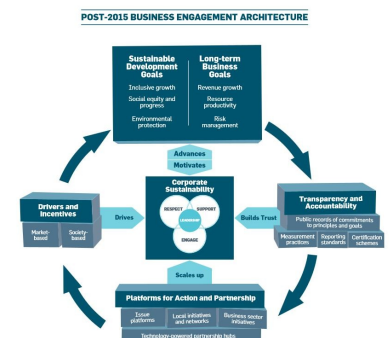 POST-2015 BUSINESS ENGAGEMENT ARCHITECTURE
Sustainable
Development
Goals
Inclusive growth
Social equity and
progress
Environmental
protection
Long-term
Business
Goals
Revenue growth
Resource
productivity
Risk
management
Advances
Motivates
Corporate
Sustainability
RESPECT
SUPPORT
LEADERSHIP
ENGAGE
Drivers and
Incentives
Market-
based
Society-
based
Drives
Builds Trust
Transparency and
Accountability
Public records of commitments
to principles and goals
Measurement
practices
Reporting
standards
Certification
schemes
Scales up
Platforms for Action and Partnership
Issue
platforms
Local initiatives
and networks
Business sector
initiatives
Technology-powered partnership hubs